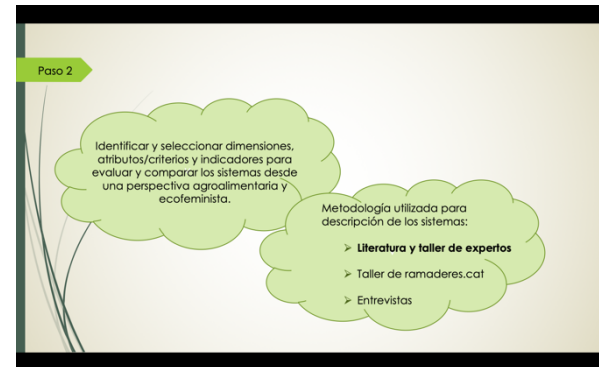 Paso 2
Identificar y seleccionar dimensiones,
atributos/criterios y indicadores para
evaluar y comparar los sistemas desde
una perspectiva agroalimentaria y
ecofeminista.
Metodología utilizada para
descripción de los sistemas:
➢ Literatura y taller de expertos
➢ Taller de ramaderes.cat
➢ Entrevistas